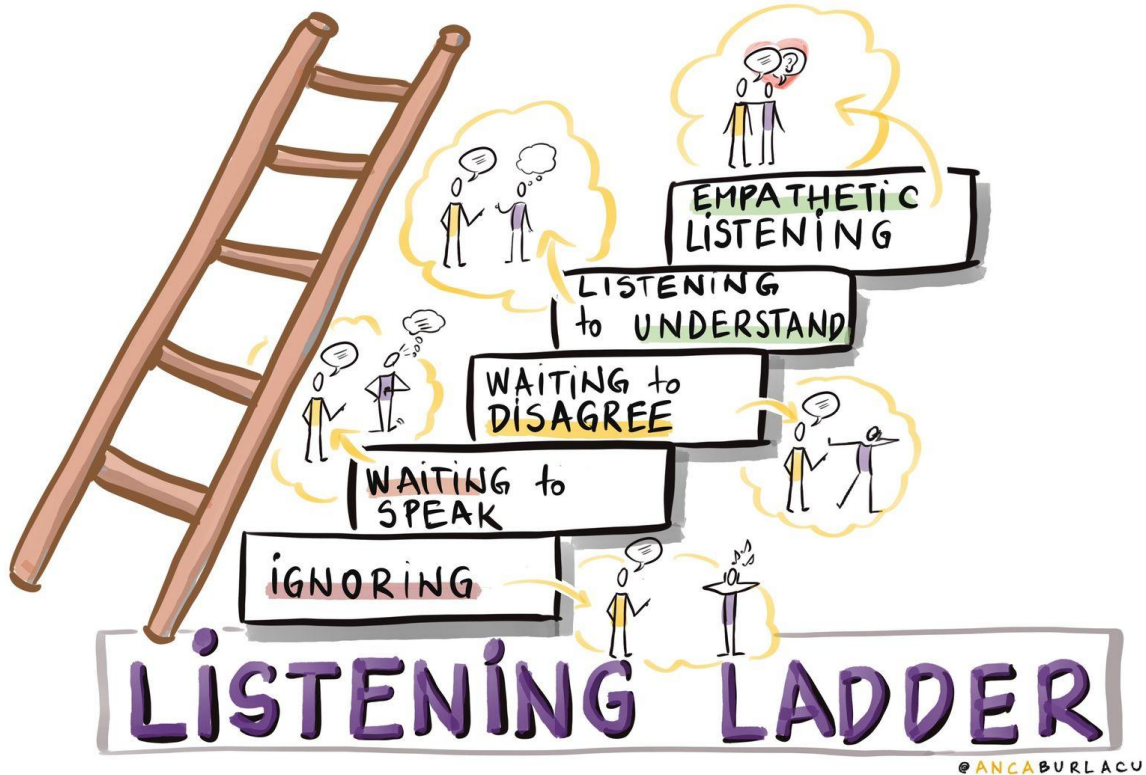 EMPATHETIC
LISTENING
LISTENING
to UNDERSTAND
WAITING to
DISAGREE
WAITING to
SPEAK
IGNORING
LISTENING LADDER
@ANCABURLACU